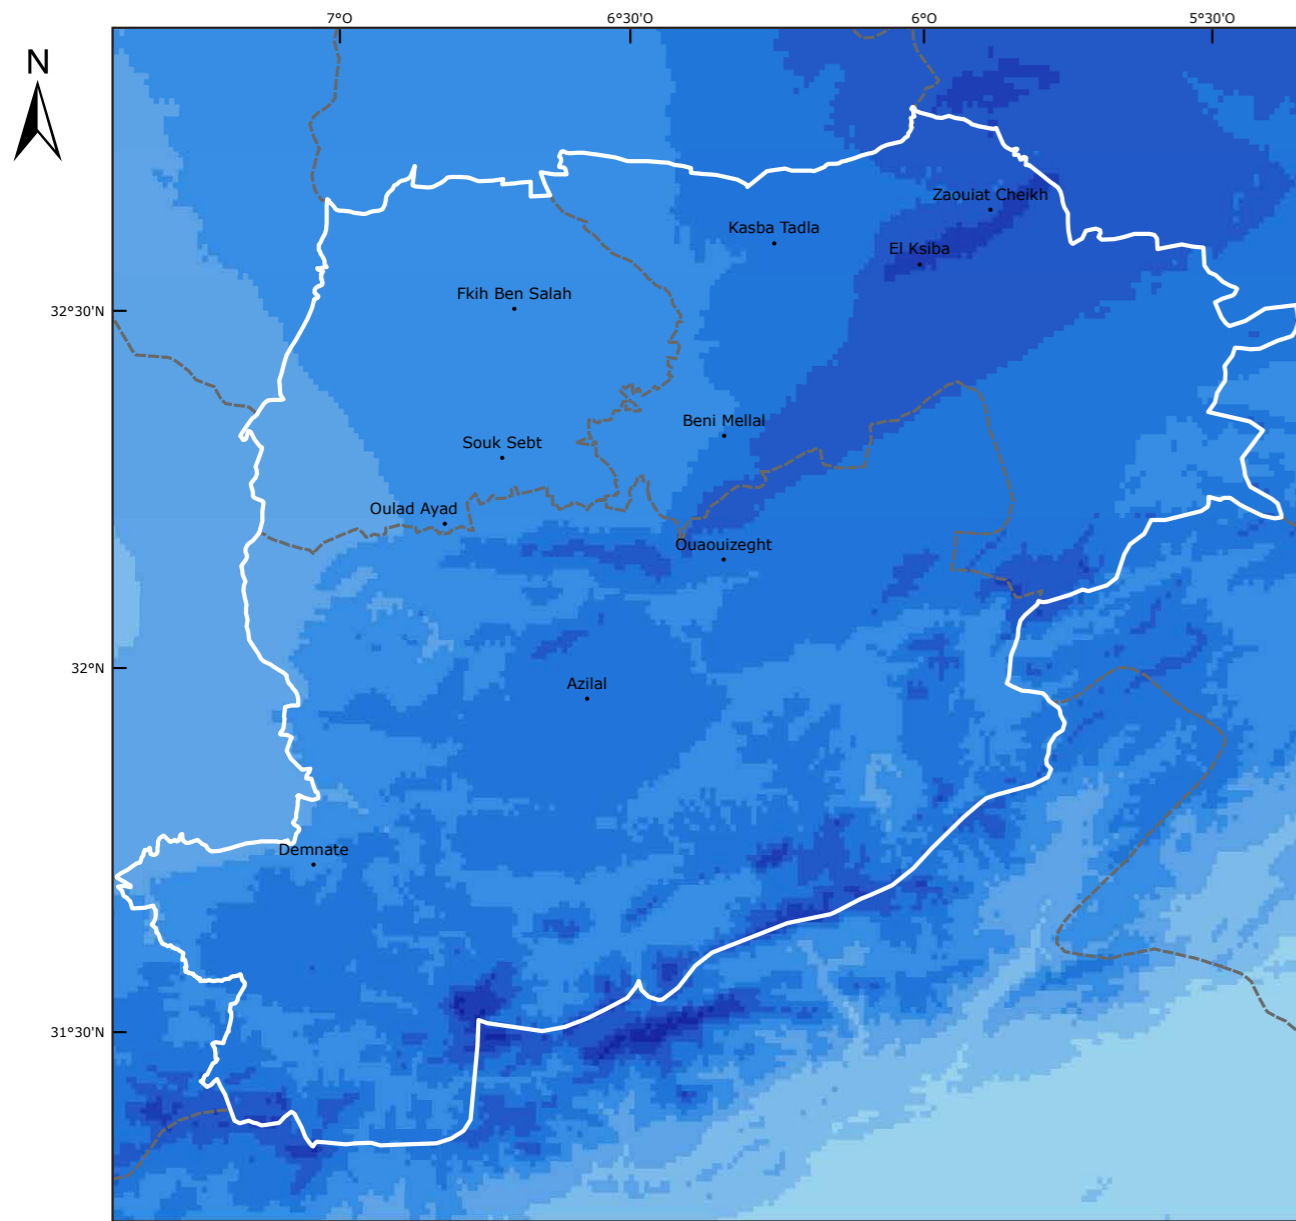 7°O
6°30'O
6°O
5°30'O
N
Zaouiat Cheikh
Kasba Tadla
El Ksiba
Fkih Ben Salah
32°30'N
Beni Mellal
Souk Sebt
Oulad Ayad
Ouaouizeght
32°N
Azilal
Demnate
31°30'N